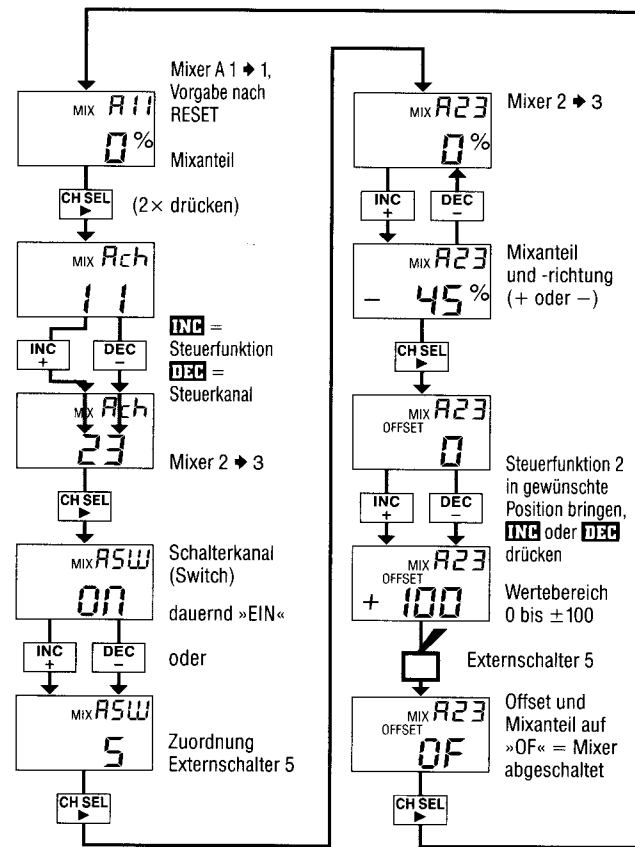 Mixer A 1 ➧ 1,
Vorgabe nach
RESET
MIX A11
0%
Mixanteil
CH SEL
▶
(2× drücken)
MIX Ach
1 1
INC
+
DEC
–
INC =
Steuerfunktion
DEC =
Steuerkanal
MIX Ach
23
Mixer 2 ➧ 3
CH SEL
▶
MIX ASW
ON
Schalterkanal
(Switch)
dauernd »EIN«
INC
+
DEC
–
oder
MIX ASW
5
Zuordnung
Externschalter 5
CH SEL
▶
MIX A23
0%
Mixer 2 ➧ 3
INC
+
DEC
–
MIX A23
– 45%
Mixanteil
und -richtung
(+ oder –)
CH SEL
▶
MIX A23
OFFSET
0
INC
+
DEC
–
Steuerfunktion 2
in gewünschte
Position bringen,
INC oder DEC
drücken
MIX A23
OFFSET
+ 100
Wertebereich
0 bis ±100
Externschalter 5
MIX A23
OFFSET
OF
Offset und
Mixanteil auf
»OF« = Mixer
abgeschaltet
CH SEL
▶